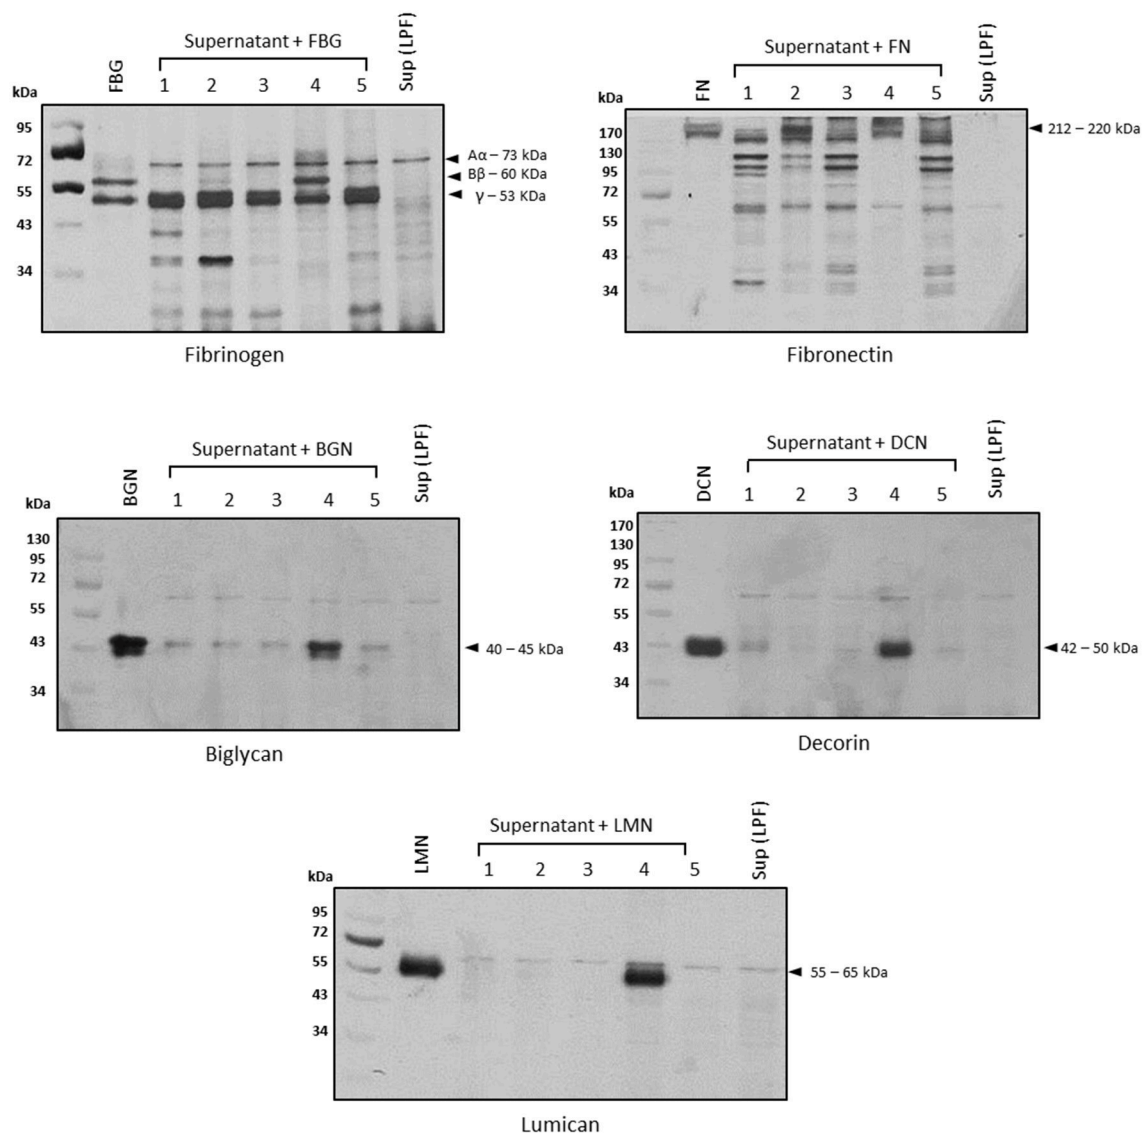 Supernatant + FBG
FBG
1 2 3 4 5
Sup (LPF)
kDa
95
72
55
43
34
Aα – 73 kDa
Bβ – 60 kDa
γ – 53 kDa
Fibrinogen
Supernatant + FN
FN
1 2 3 4 5
Sup (LPF)
kDa
170
130
95
72
55
43
34
212 – 220 kDa
Fibronectin
Supernatant + BGN
BGN
1 2 3 4 5
Sup (LPF)
kDa
130
95
72
55
43
34
40 – 45 kDa
Biglycan
Supernatant + DCN
DCN
1 2 3 4 5
Sup (LPF)
kDa
170
130
95
72
55
43
34
42 – 50 kDa
Decorin
Supernatant + LMN
LMN
1 2 3 4 5
Sup (LPF)
kDa
95
72
55
43
34
55 – 65 kDa
Lumican